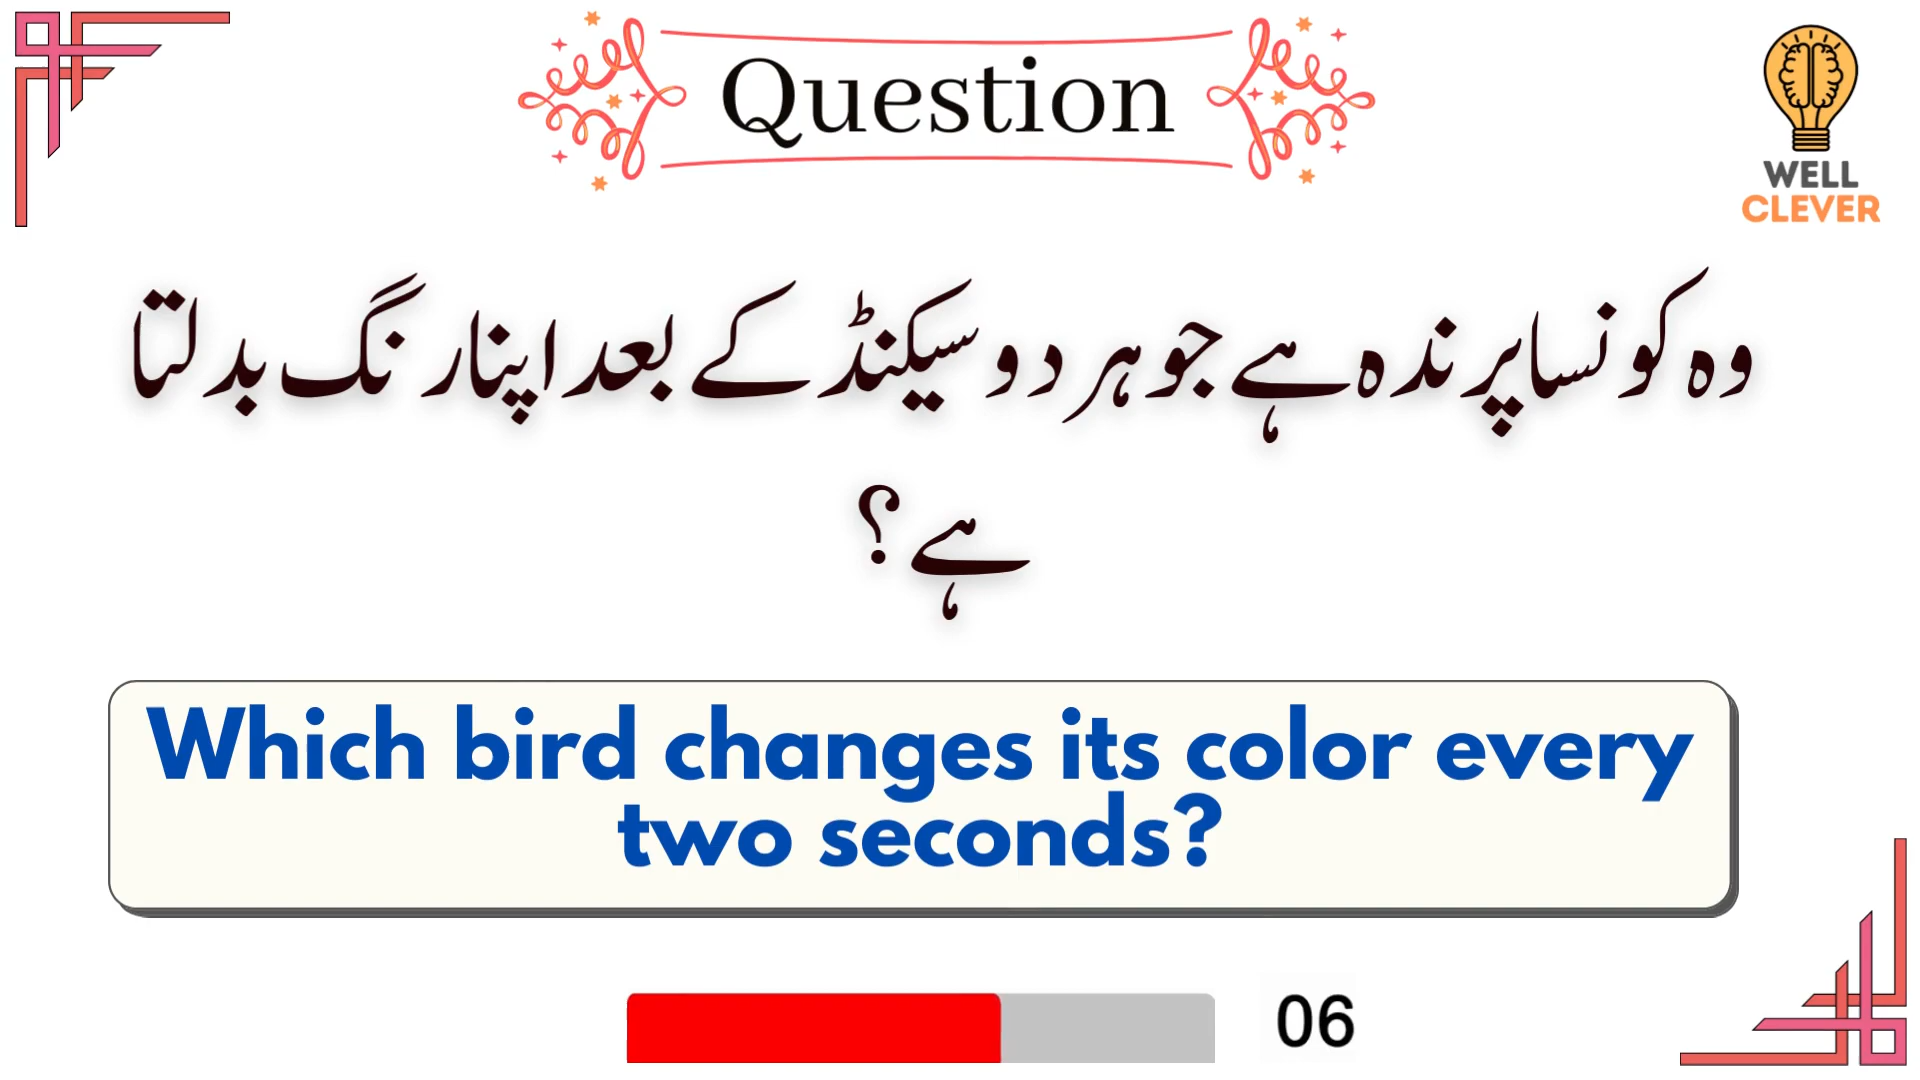 Question
WELL
CLEVER
وہ کونسا پرندہ ہے جو ہر دو سیکنڈ کے بعد اپنا رنگ بدلتا
ہے؟
Which bird changes its color every
two seconds?
06